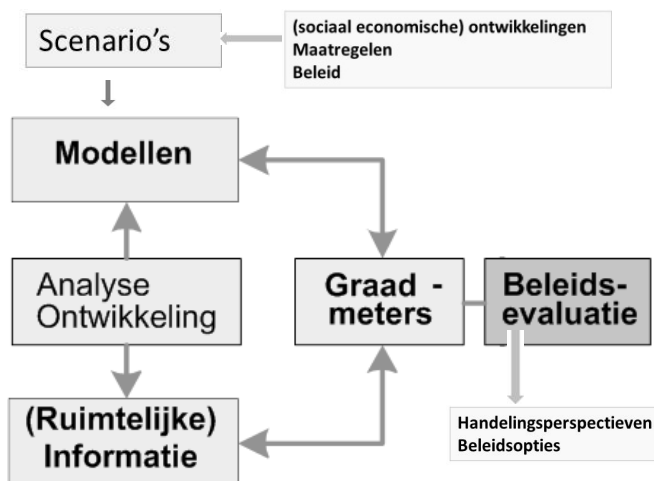 Scenario’s
(sociaal economische) ontwikkelingen
Maatregelen
Beleid
Modellen
Analyse
Ontwikkeling
Graad -
meters
Beleids-
evaluatie
(Ruimtelijke)
Informatie
Handelingsperspectieven
Beleidsopties